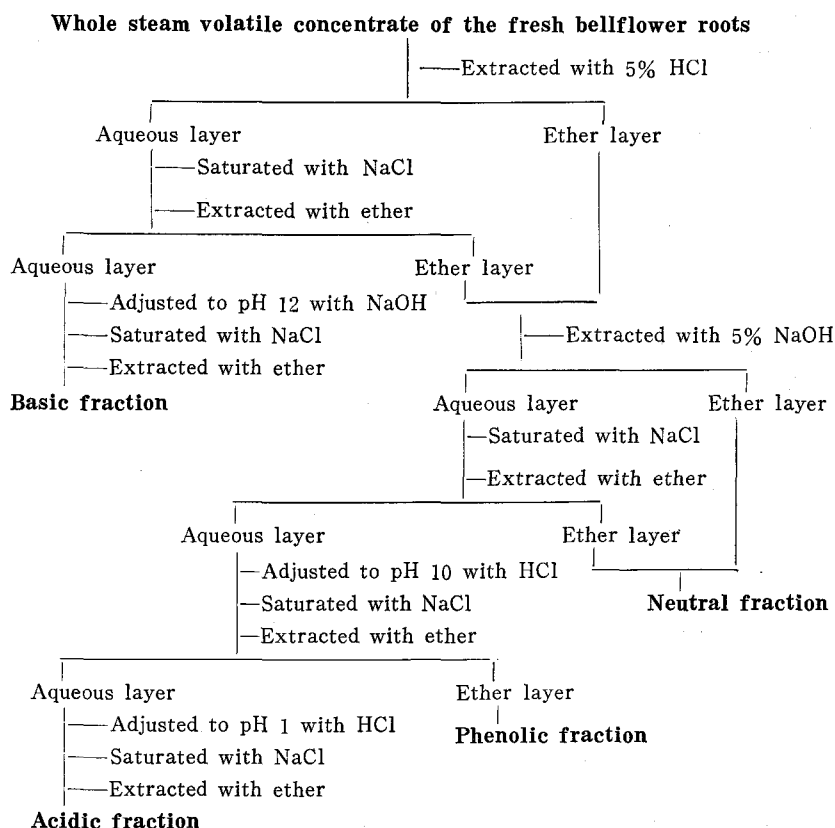 Whole steam volatile concentrate of the fresh bellflower roots
Extracted with 5% HCl
Aqueous layer
Ether layer
Saturated with NaCl
Extracted with ether
Aqueous layer
Ether layer
Adjusted to pH 12 with NaOH
Saturated with NaCl
Extracted with ether
Basic fraction
Extracted with 5% NaOH
Aqueous layer
Ether layer
Saturated with NaCl
Extracted with ether
Aqueous layer
Ether layer
Adjusted to pH 10 with HCl
Saturated with NaCl
Extracted with ether
Neutral fraction
Aqueous layer
Ether layer
Adjusted to pH 1 with HCl
Saturated with NaCl
Extracted with ether
Phenolic fraction
Acidic fraction